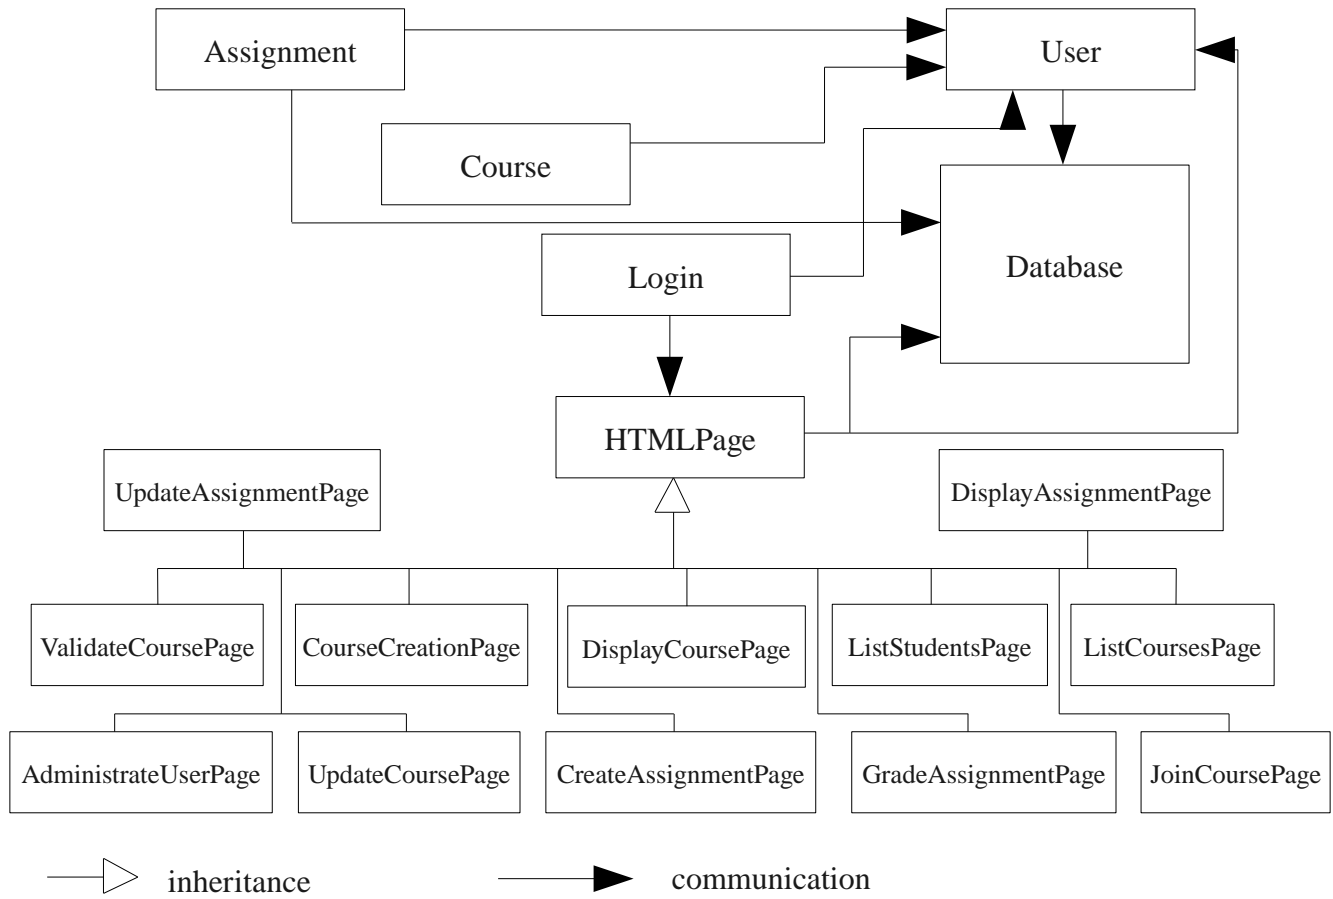 Assignment
User
Course
Database
Login
HTMLPage
UpdateAssignmentPage
DisplayAssignmentPage
ValidateCoursePage
CourseCreationPage
DisplayCoursePage
ListStudentsPage
ListCoursesPage
AdministrateUserPage
UpdateCoursePage
CreateAssignmentPage
GradeAssignmentPage
JoinCoursePage
inheritance
communication